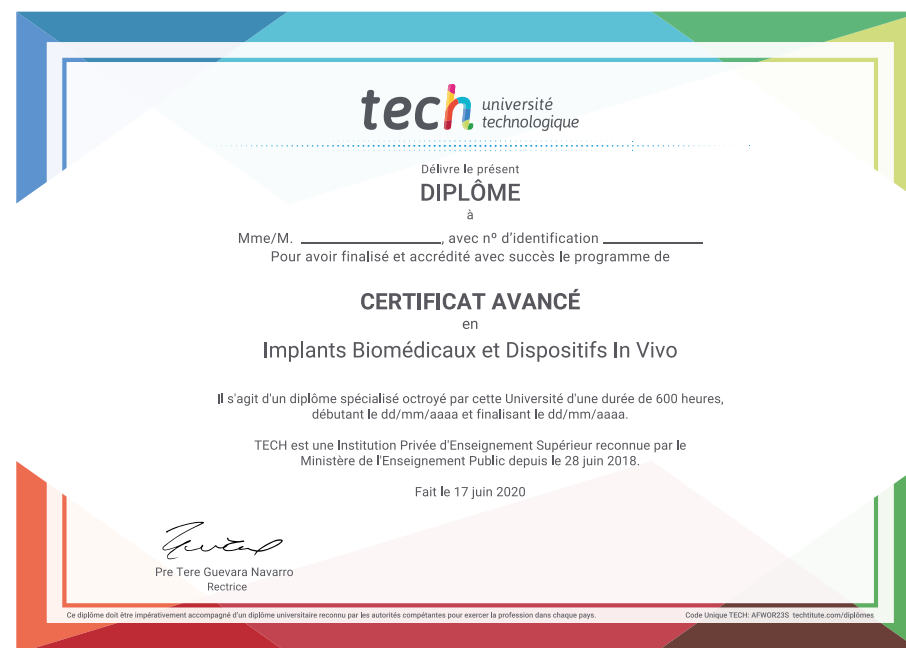 tech université
technologique
Délivre le présent
DIPLÔME
à
Mme/M. ____________________, avec nº d'identification ______________
Pour avoir finalisé et accrédité avec succès le programme de
CERTIFICAT AVANCÉ
en
Implants Biomédicaux et Dispositifs In Vivo
Il s'agit d'un diplôme spécialisé octroyé par cette Université d'une durée de 600 heures,
débutant le dd/mm/aaaa et finalisant le dd/mm/aaaa.
TECH est une Institution Privée d'Enseignement Supérieur reconnue par le
Ministère de l'Enseignement Public depuis le 28 juin 2018.
Fait le 17 juin 2020
Pre Tere Guevara Navarro
Rectrice
Ce diplôme doit être impérativement accompagné d'un diplôme universitaire reconnu par les autorités compétantes pour exercer la profession dans chaque pays.
Code Unique TECH: AFWOR23S techtitute.com/diplômes